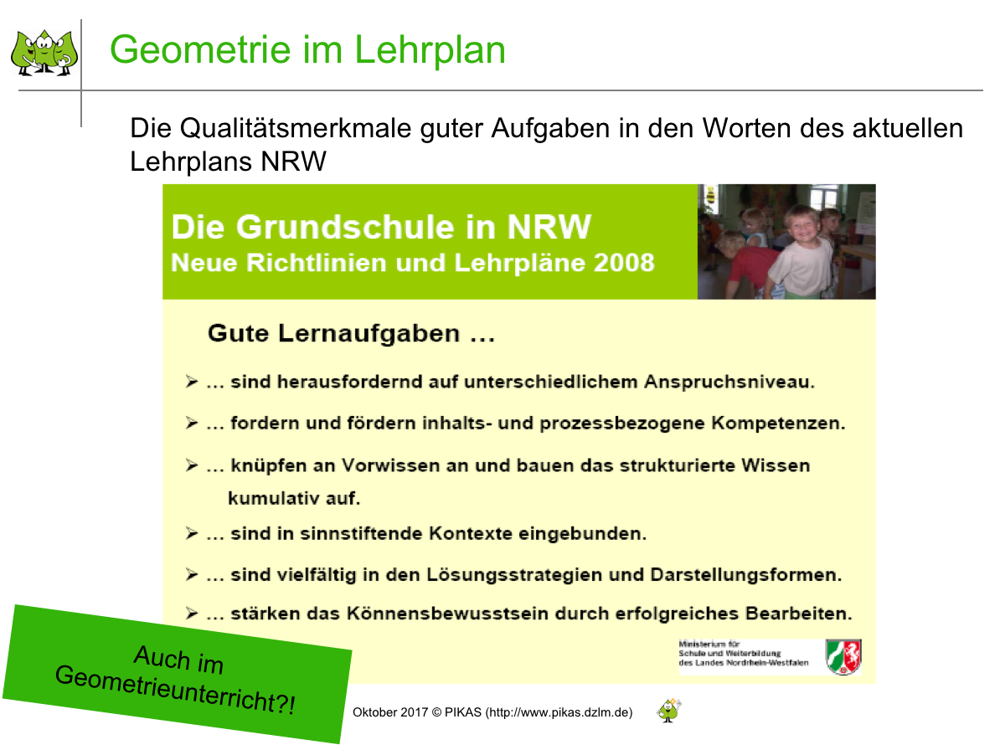 Geometrie im Lehrplan
Die Qualitätsmerkmale guter Aufgaben in den Worten des aktuellen
Lehrplans NRW
Die Grundschule in NRW
Neue Richtlinien und Lehrpläne 2008
Gute Lernaufgaben …
➢ … sind herausfordernd auf unterschiedlichem Anspruchsniveau.
➢ … fordern und fördern inhalts- und prozessbezogene Kompetenzen.
➢ … knüpfen an Vorwissen an und bauen das strukturierte Wissen
kumulativ auf.
➢ … sind in sinnstiftende Kontexte eingebunden.
➢ … sind vielfältig in den Lösungsstrategien und Darstellungsformen.
➢ … stärken das Könnensbewusstsein durch erfolgreiches Bearbeiten.
Ministerium für
Schule und Weiterbildung
des Landes Nordrhein-Westfalen
Auch im
Geometrieunterricht?!
Oktober 2017 © PIKAS (http://www.pikas.dzlm.de)